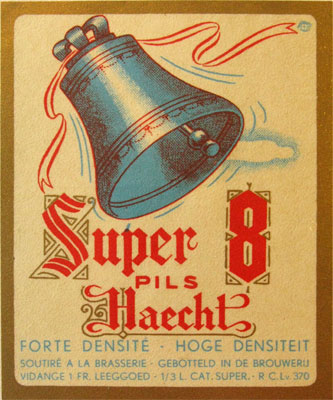 Super 8
PILS
Haecht
FORTE DENSITÉ - HOGE DENSITEIT
SOUTIRÉ A LA BRASSERIE - GEBOTTELD IN DE BROUWERIJ
VIDANGE 1 FR. LEEGGOED - 1/3 L. CAT. SUPER. - R C. Lv 370